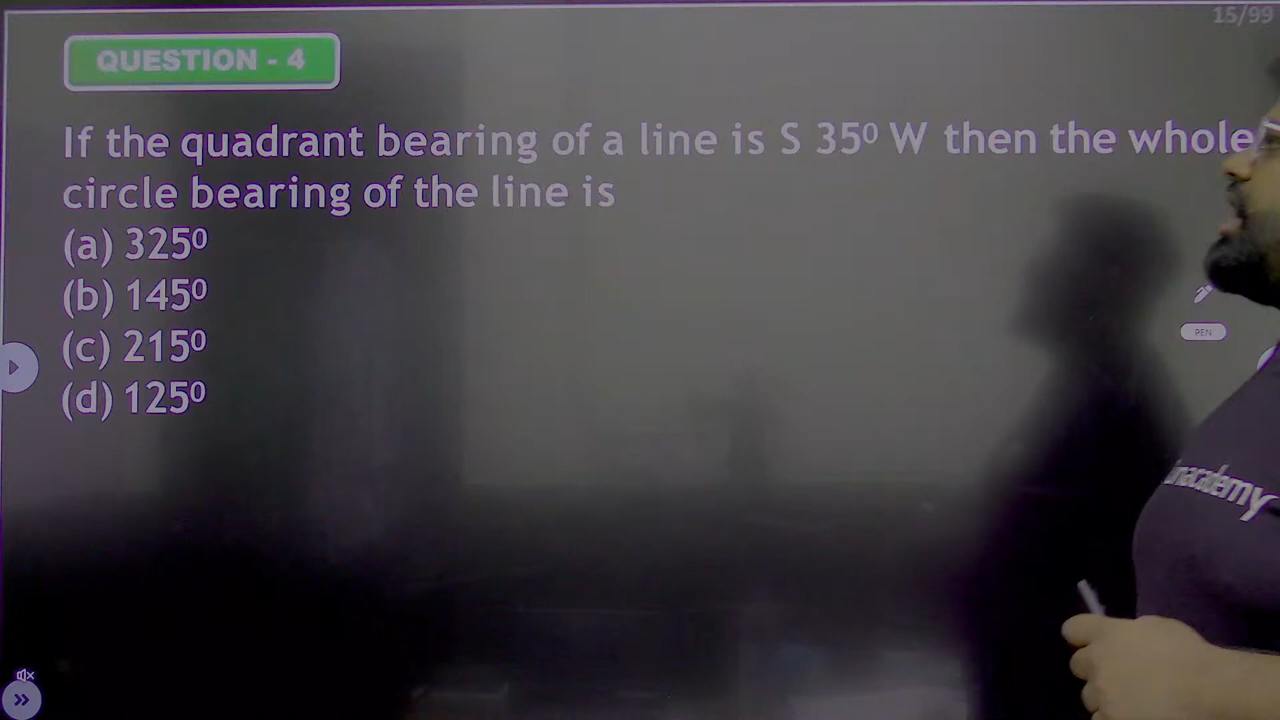 15/99
QUESTION - 4
If the quadrant bearing of a line is S 35⁰ W then the whole
circle bearing of the line is
(a) 325⁰
(b) 145⁰
(c) 215⁰
(d) 125⁰
PEN
unacademy